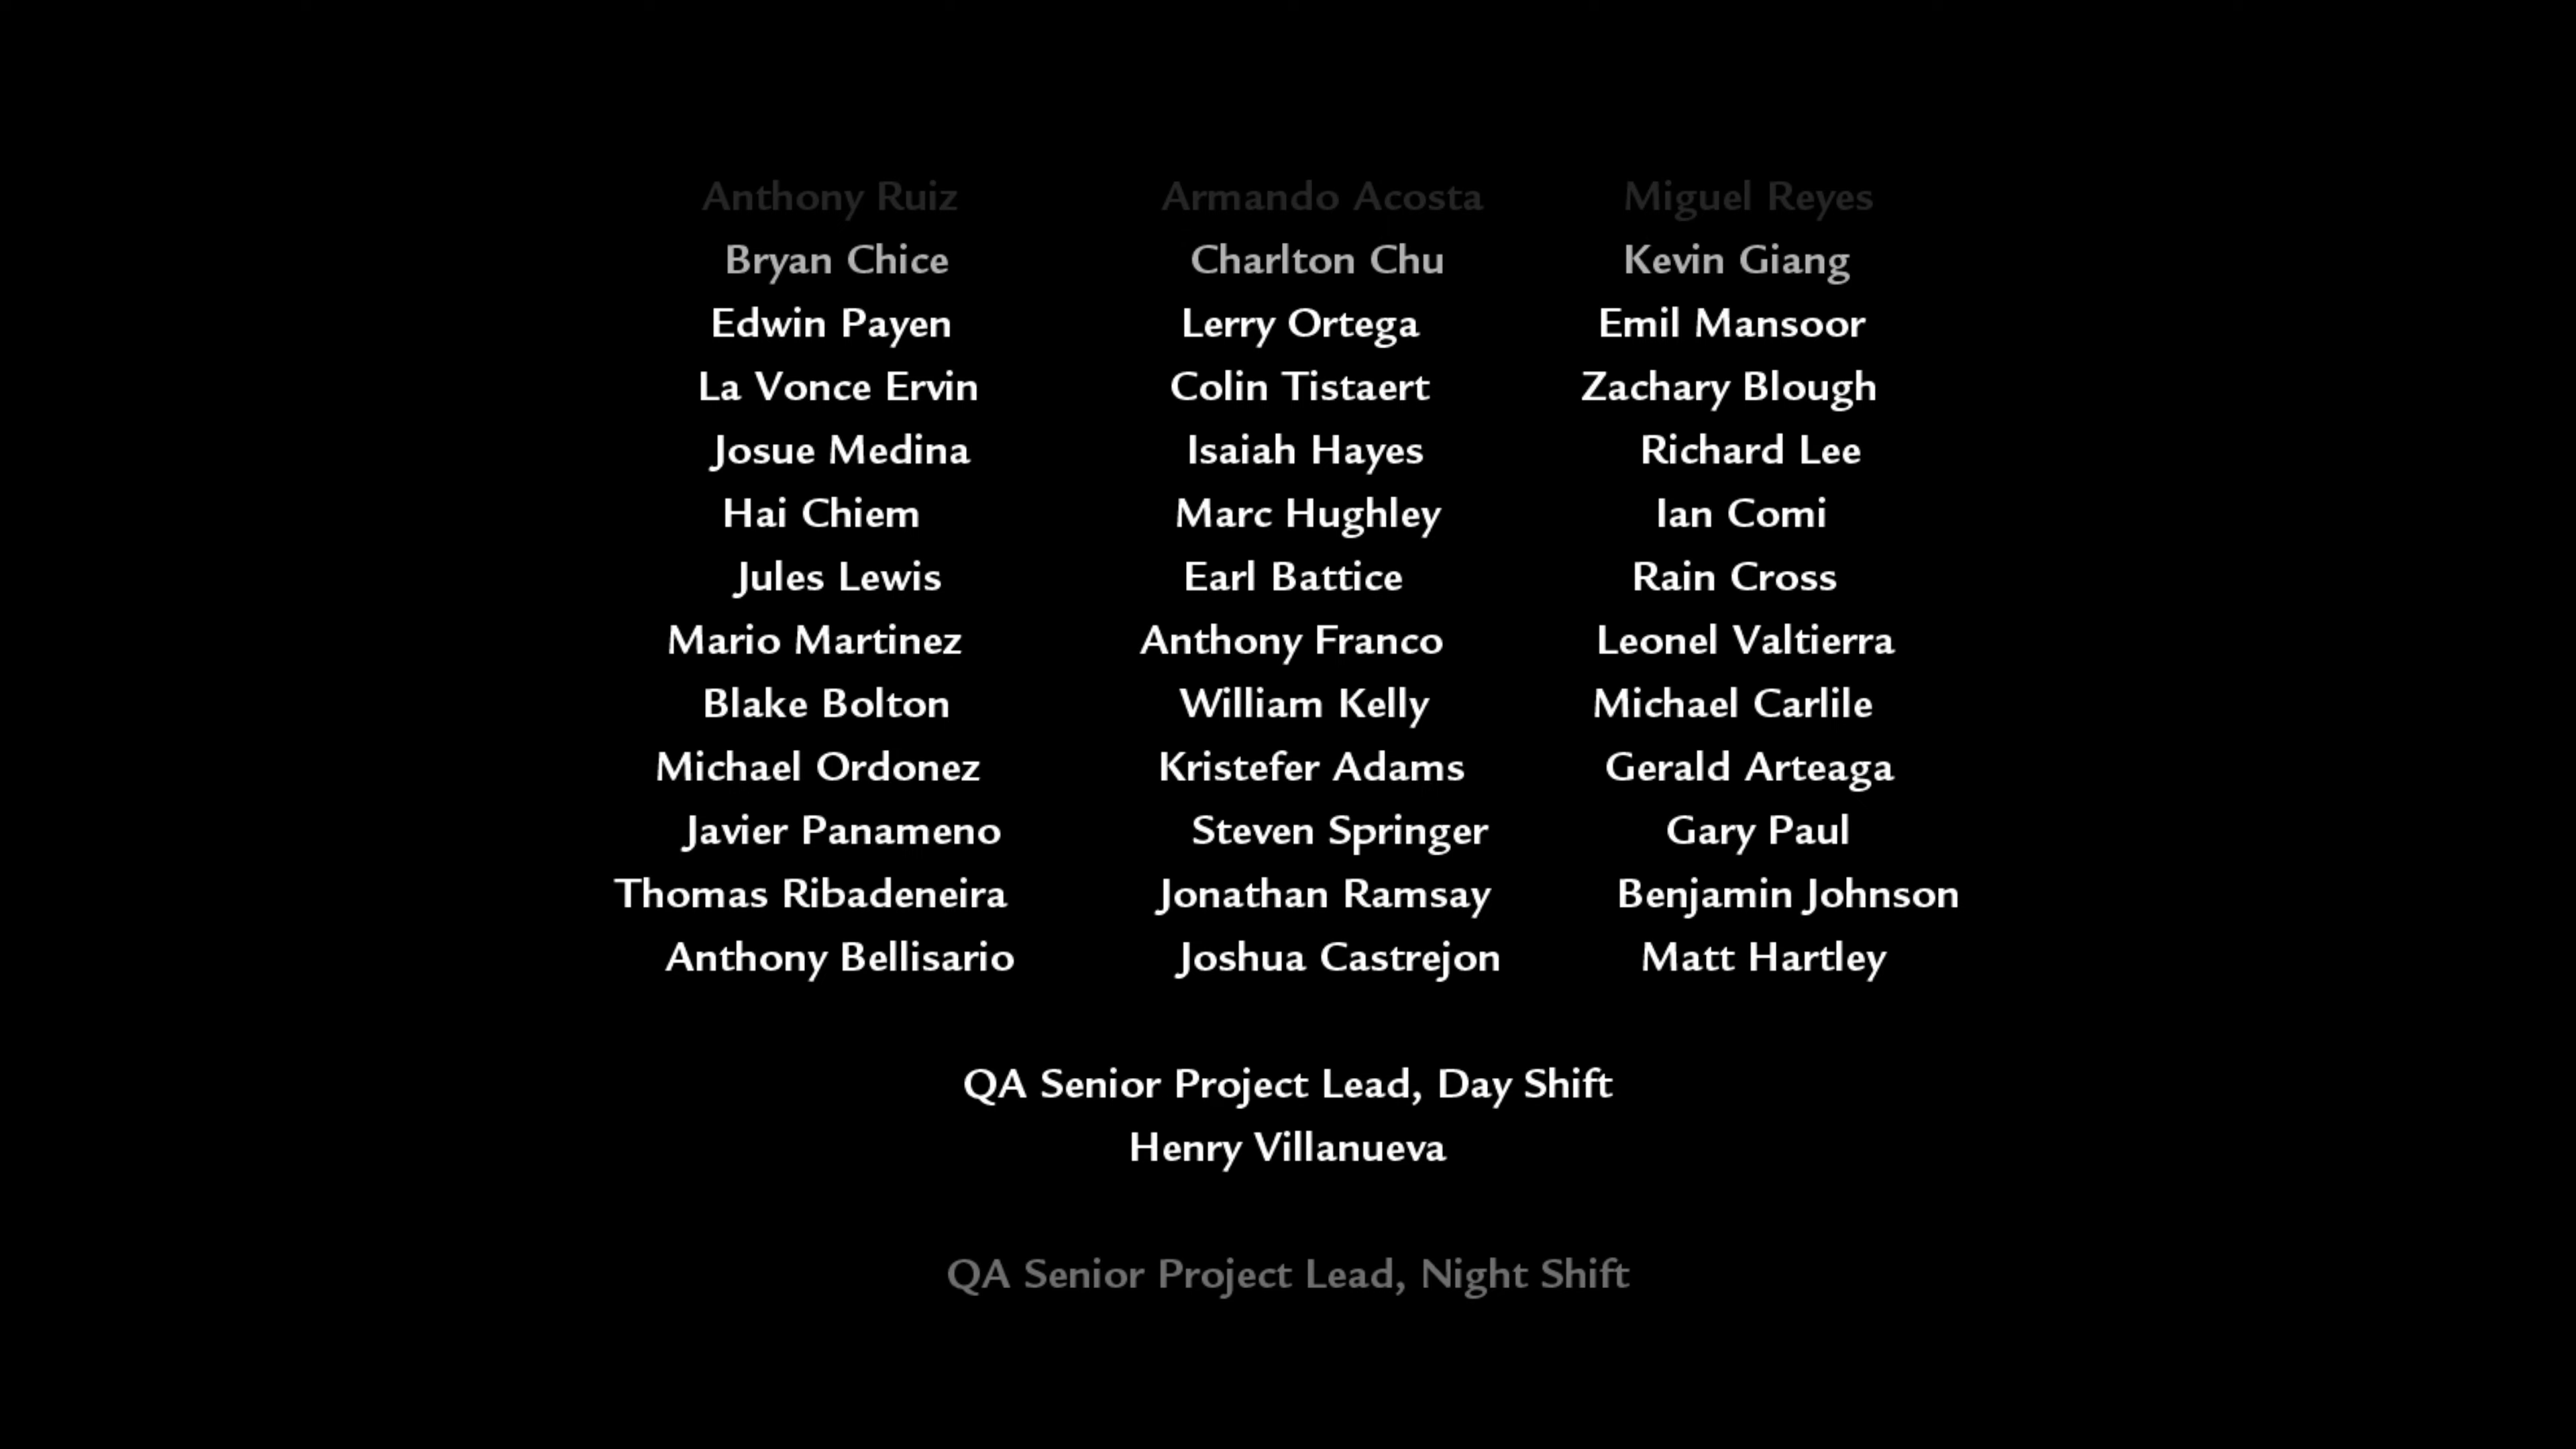 Anthony Ruiz Armando Acosta Miguel Reyes
Bryan Chice Charlton Chu Kevin Giang
Edwin Payen Lerry Ortega Emil Mansoor
La Vonce Ervin Colin Tistaert Zachary Blough
Josue Medina Isaiah Hayes Richard Lee
Hai Chiem Marc Hughley Ian Comi
Jules Lewis Earl Battice Rain Cross
Mario Martinez Anthony Franco Leonel Valtierra
Blake Bolton William Kelly Michael Carlile
Michael Ordonez Kristefer Adams Gerald Arteaga
Javier Panameno Steven Springer Gary Paul
Thomas Ribadeneira Jonathan Ramsay Benjamin Johnson
Anthony Bellisario Joshua Castrejon Matt Hartley
QA Senior Project Lead, Day Shift
Henry Villanueva
QA Senior Project Lead, Night Shift